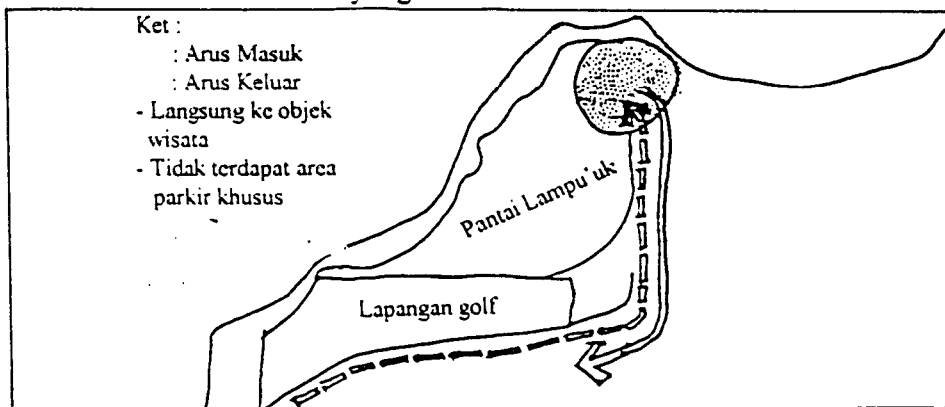 Ket :
: Arus Masuk
: Arus Keluar
- Langsung ke objek
wisata
- Tidak terdapat area
parkir khusus
Pantai Lampu'uk
Lapangan golf